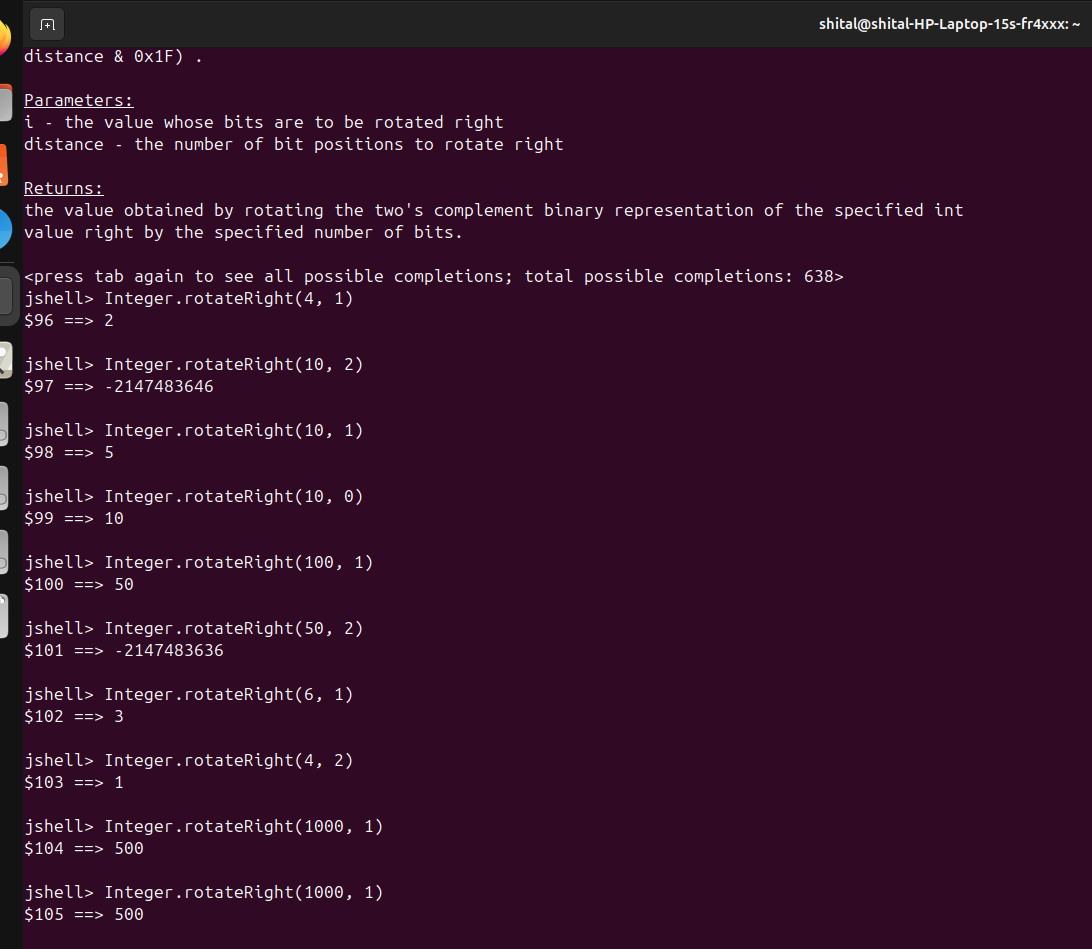 shital@shital-HP-Laptop-15s-fr4xxx: ~
distance & 0x1F) .
Parameters:
i - the value whose bits are to be rotated right
distance - the number of bit positions to rotate right
Returns:
the value obtained by rotating the two's complement binary representation of the specified int
value right by the specified number of bits.
<press tab again to see all possible completions; total possible completions: 638>
jshell> Integer.rotateRight(4, 1)
$96 ==> 2
jshell> Integer.rotateRight(10, 2)
$97 ==> -2147483646
jshell> Integer.rotateRight(10, 1)
$98 ==> 5
jshell> Integer.rotateRight(10, 0)
$99 ==> 10
jshell> Integer.rotateRight(100, 1)
$100 ==> 50
jshell> Integer.rotateRight(50, 2)
$101 ==> -2147483636
jshell> Integer.rotateRight(6, 1)
$102 ==> 3
jshell> Integer.rotateRight(4, 2)
$103 ==> 1
jshell> Integer.rotateRight(1000, 1)
$104 ==> 500
jshell> Integer.rotateRight(1000, 1)
$105 ==> 500